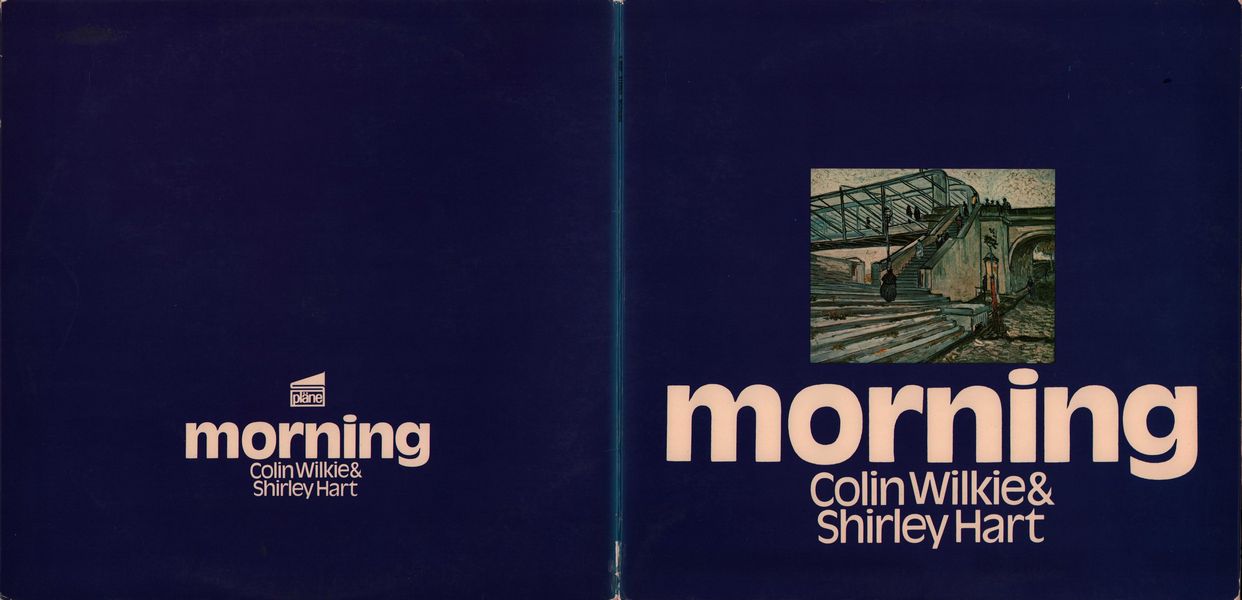 pläne
morning
Colin Wilkie &
Shirley Hart
morning
Colin Wilkie &
Shirley Hart